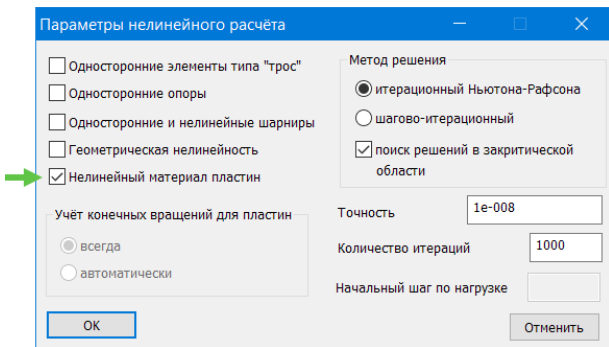 Параметры нелинейного расчёта
Односторонние элементы типа "трос"
Односторонние опоры
Односторонние и нелинейные шарниры
Геометрическая нелинейность
Нелинейный материал пластин
Учёт конечных вращений для пластин
всегда
автоматически
OK
Метод решения
итерационный Ньютона-Рафсона
шагово-итерационный
поиск решений в закритической
области
Точность 1e-008
Количество итераций 1000
Начальный шаг по нагрузке
Отменить